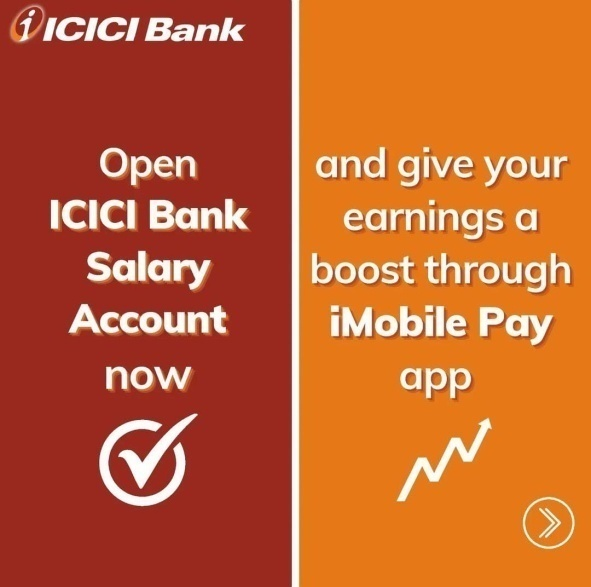 ICICI Bank
Open
ICICI Bank
Salary
Account
now
and give your
earnings a
boost through
iMobile Pay
app